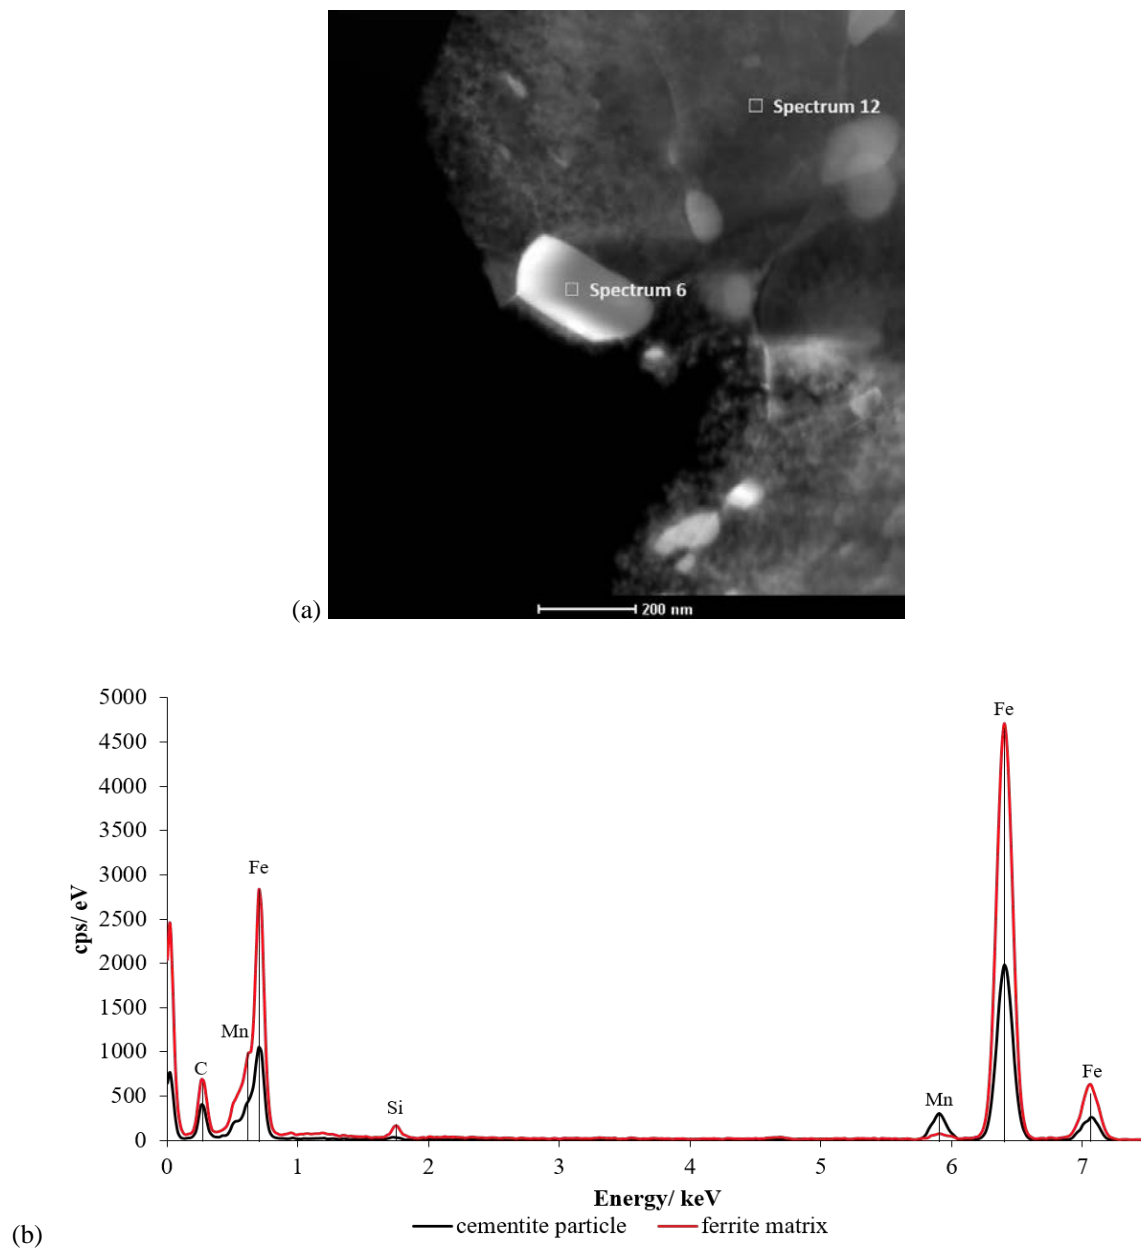 Spectrum 12
Spectrum 6
200 nm
(a)
5000
4500
4000
3500
3000
2500
2000
1500
1000
500
0
cps/ eV
Fe
Fe
Mn
C
Si
Mn
Fe
0 1 2 3 4 5 6 7
Energy/ keV
cementite particle ferrite matrix
(b)